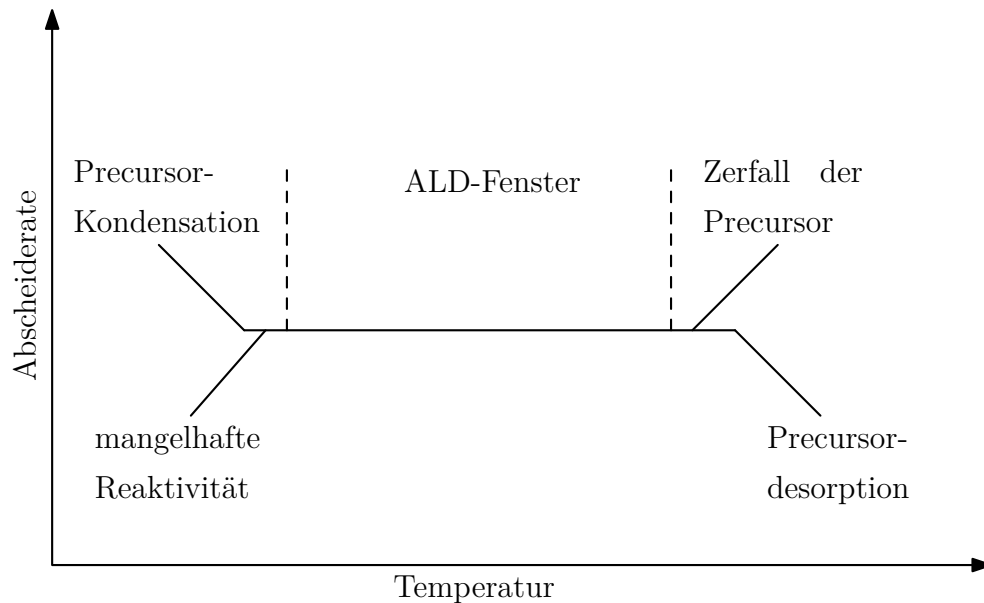 Precursor-
Kondensation
ALD-Fenster
Zerfall der
Precursor
Abscheiderate
mangelhafte
Reaktivität
Precursor-
desorption
Temperatur